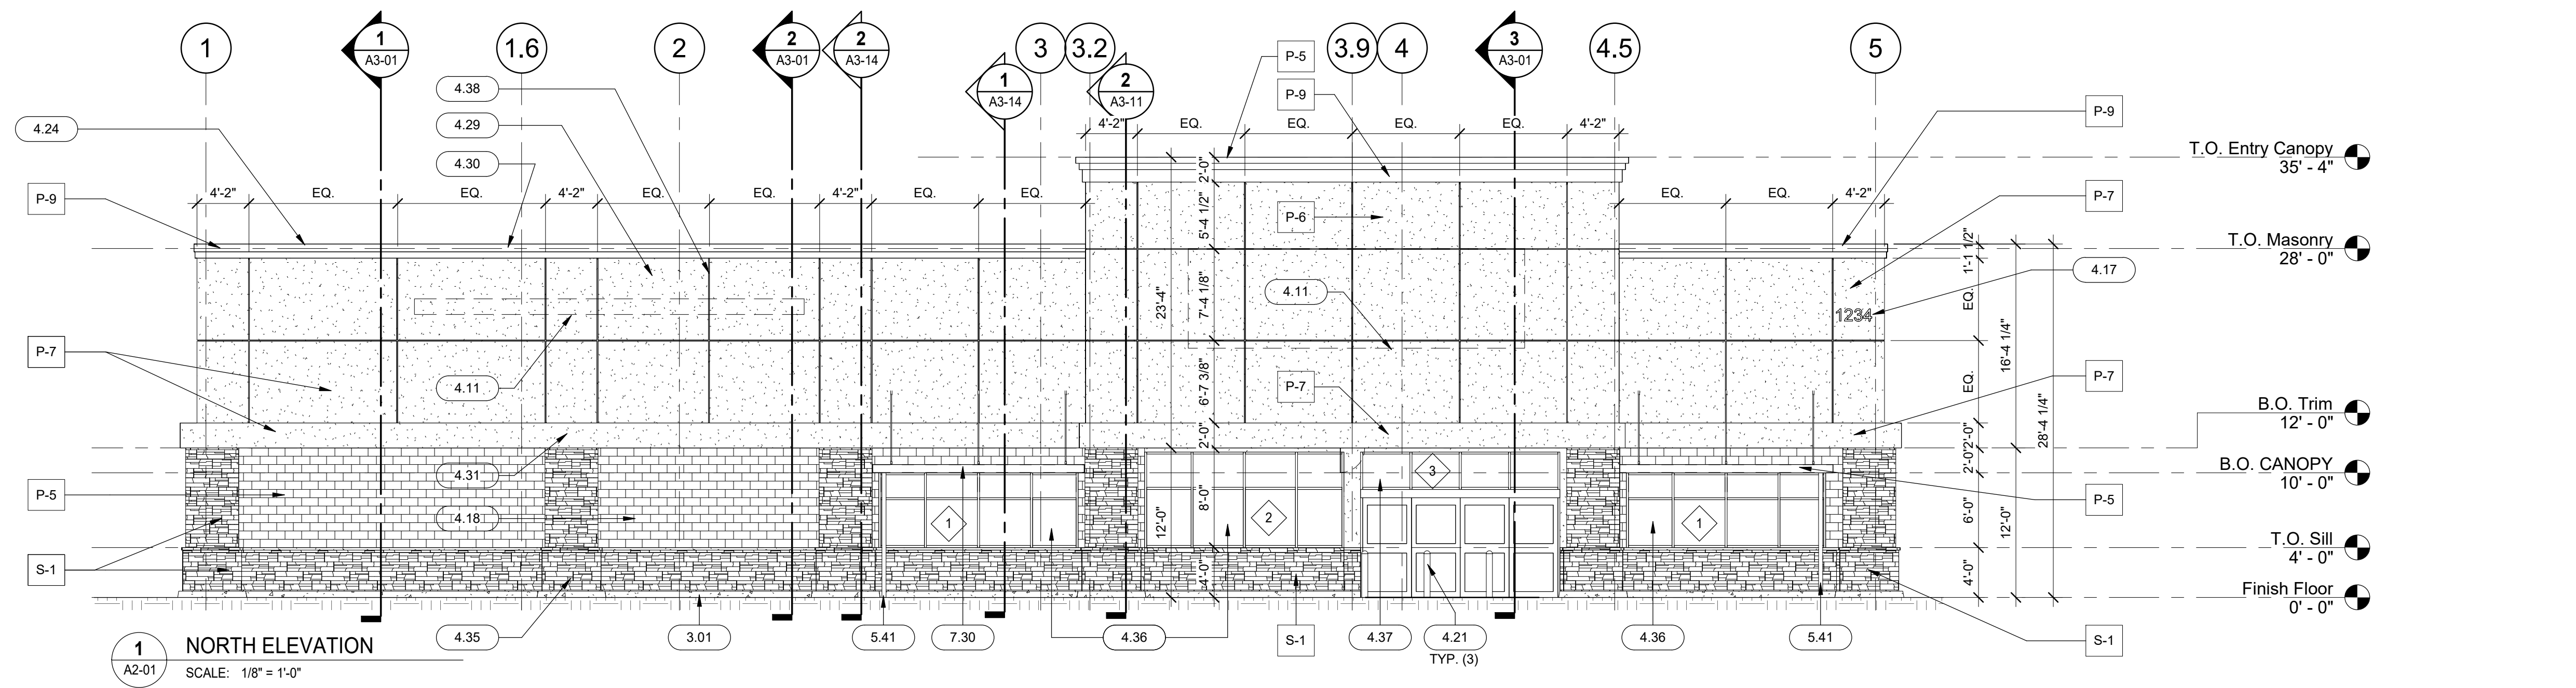 1
1
A3-01
1.6
2
2
A3-01
2
A3-14
1
A3-14
3
3.2
2
A3-11
3.9
4
3
A3-01
4.5
5
P-5
4.38
P-9
P-9
4.24
4.29
4'-2"
EQ.
EQ.
EQ.
EQ.
4'-2"
T.O. Entry Canopy
35' - 4"
4.30
2'-0"
P-9
4'-2"
EQ.
EQ.
4'-2"
EQ.
EQ.
4'-2"
EQ.
EQ.
EQ.
EQ.
4'-2"
P-7
5'-4 1/2"
P-6
T.O. Masonry
28' - 0"
1'-1 1/2"
4.17
4.11
23'-4"
7'-4 1/8"
EQ.
1234
16'-4 1/4"
P-7
4.11
6'-7 3/8"
P-7
EQ.
P-7
28'-4 1/4"
B.O. Trim
12' - 0"
2'-0"
2'-0"
4.31
3
2'-0"
B.O. CANOPY
10' - 0"
P-5
P-5
4.18
1
8'-0"
12'-0"
2
1
6'-0"
12'-0"
T.O. Sill
4' - 0"
S-1
4'-0"
4'-0"
Finish Floor
0' - 0"
1
A2-01
NORTH ELEVATION
SCALE: 1/8" = 1'-0"
4.35
3.01
5.41
7.30
4.36
S-1
4.37
4.21
TYP. (3)
4.36
5.41
S-1